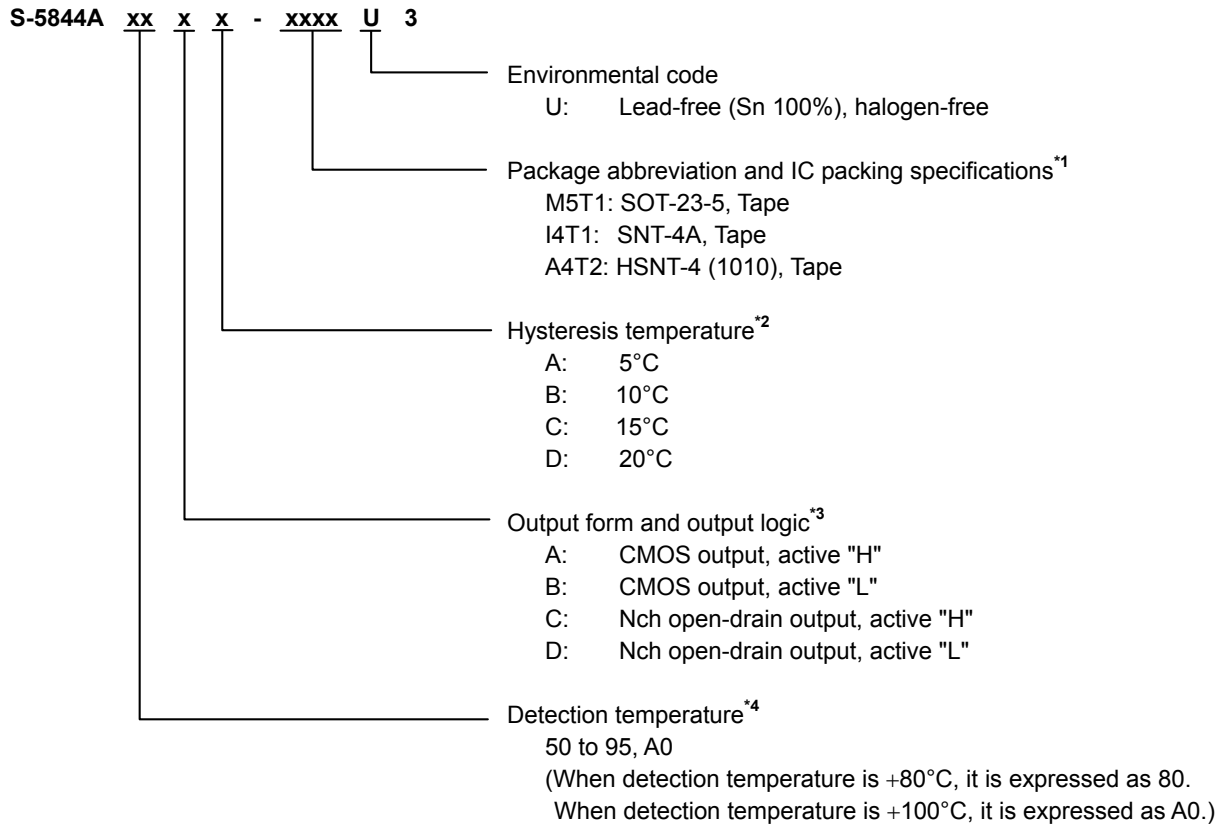 S-5844A xx x x - xxxx U 3
Environmental code
U: Lead-free (Sn 100%), halogen-free
Package abbreviation and IC packing specifications*1
M5T1: SOT-23-5, Tape
I4T1: SNT-4A, Tape
A4T2: HSNT-4 (1010), Tape
Hysteresis temperature*2
A: 5°C
B: 10°C
C: 15°C
D: 20°C
Output form and output logic*3
A: CMOS output, active "H"
B: CMOS output, active "L"
C: Nch open-drain output, active "H"
D: Nch open-drain output, active "L"
Detection temperature*4
50 to 95, A0
(When detection temperature is +80°C, it is expressed as 80.
When detection temperature is +100°C, it is expressed as A0.)